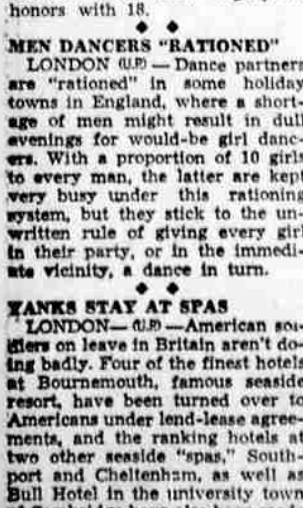 honors with 18.
MEN DANCERS "RATIONED"
LONDON (U.P.) — Dance partners
are "rationed" in some holiday
towns in England, where a short-
age of men might result in dull
evenings for would-be girl danc-
ers. With a proportion of 10 girls
to every man, the latter are kept
very busy under this rationing
system, but they stick to the un-
written rule of giving every girl
in their party, or in the immedi-
ate vicinity, a dance in turn.
YANKS STAY AT SPAS
LONDON— (U.P.) —American sol-
diers on leave in Britain aren't do-
ing badly. Four of the finest hotels
at Bournemouth, famous seaside
resort, have been turned over to
Americans under lend-lease agree-
ments, and the ranking hotels at
two other seaside "spas," South-
port and Cheltenham, as well as
Bull Hotel in the university town